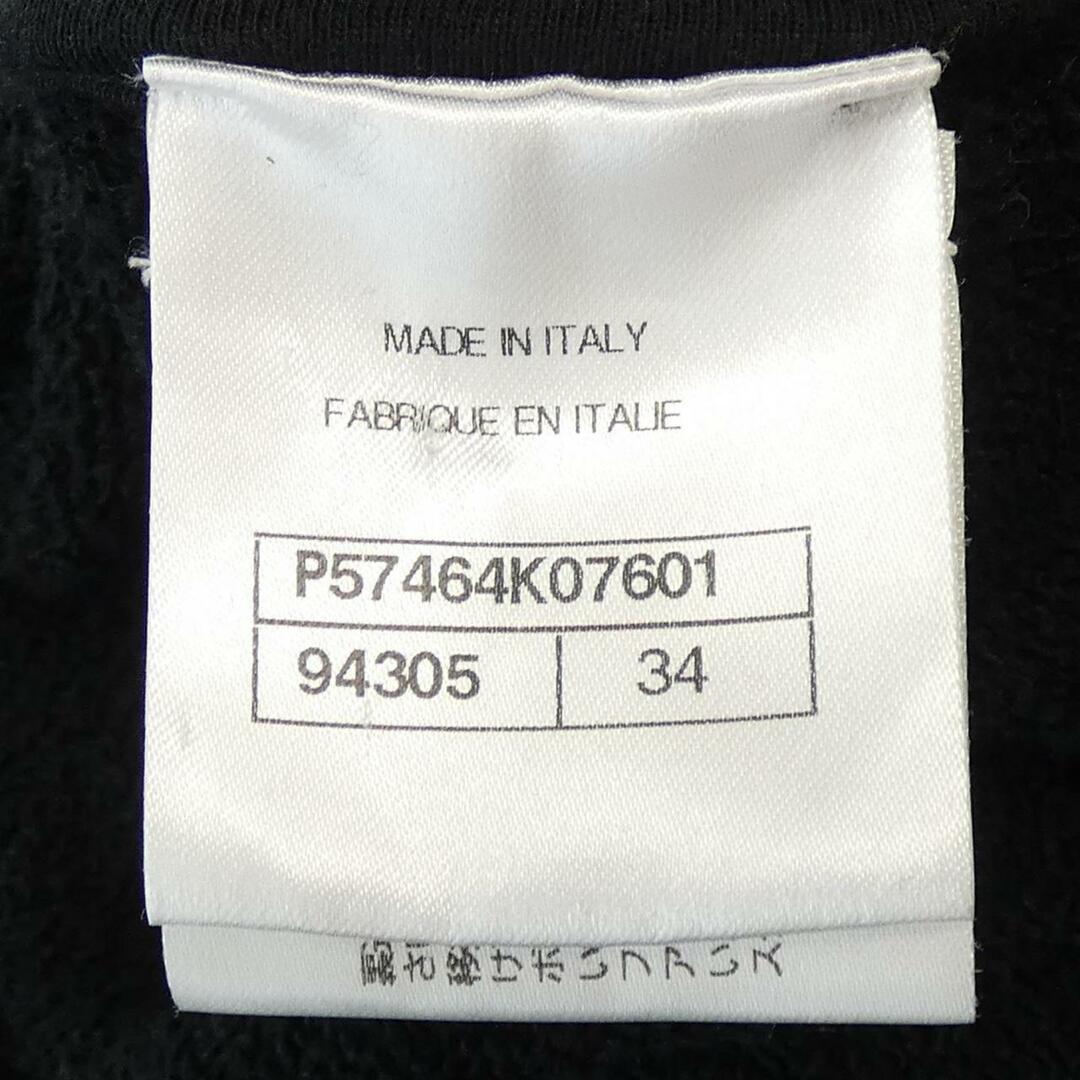 MADE IN ITALY
FABRIQUE EN ITALIE
P57464K07601
94305 34